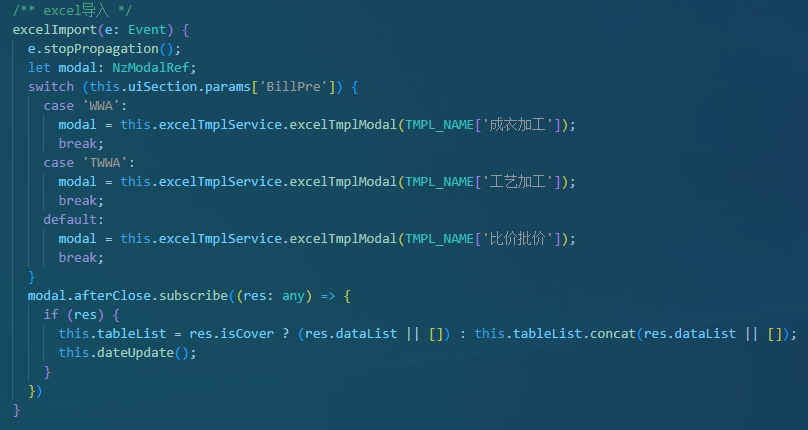 /** excel导入 */
excelImport(e: Event) {
e.stopPropagation();
let modal: NzModalRef;
switch (this.uiSection.params['BillPre']) {
case 'WWA':
modal = this.excelTmplService.excelTmplModal(TMPL_NAME['成衣加工']);
break;
case 'TWWA':
modal = this.excelTmplService.excelTmplModal(TMPL_NAME['工艺加工']);
break;
default:
modal = this.excelTmplService.excelTmplModal(TMPL_NAME['比价批价']);
break;
}
modal.afterClose.subscribe((res: any) => {
if (res) {
this.tableList = res.isCover ? (res.dataList || []) : this.tableList.concat(res.dataList || []);
this.dateUpdate();
}
})
}